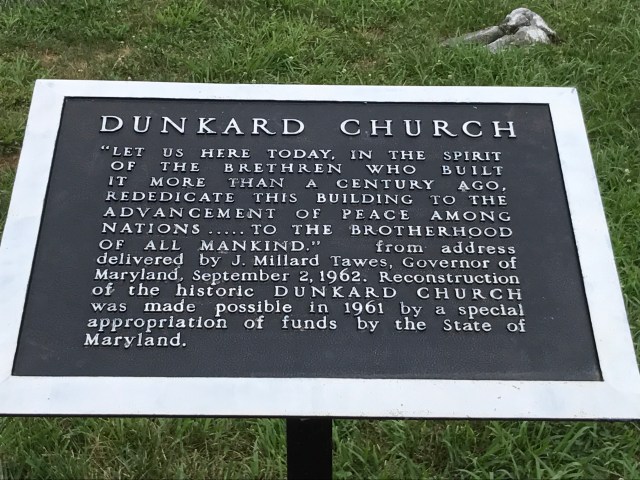 DUNKARD CHURCH
"LET US HERE TODAY, IN THE SPIRIT
OF THE BRETHREN WHO BUILT
IT MORE THAN A CENTURY AGO,
REDEDICATE THIS BUILDING TO THE
ADVANCEMENT OF PEACE AMONG
NATIONS.....TO THE BROTHERHOOD
OF ALL MANKIND." from address
delivered by J. Millard Tawes, Governor of
Maryland, September 2, 1962. Reconstruction
of the historic DUNKARD CHURCH
was made possible in 1961 by a special
appropriation of funds by the State of
Maryland.